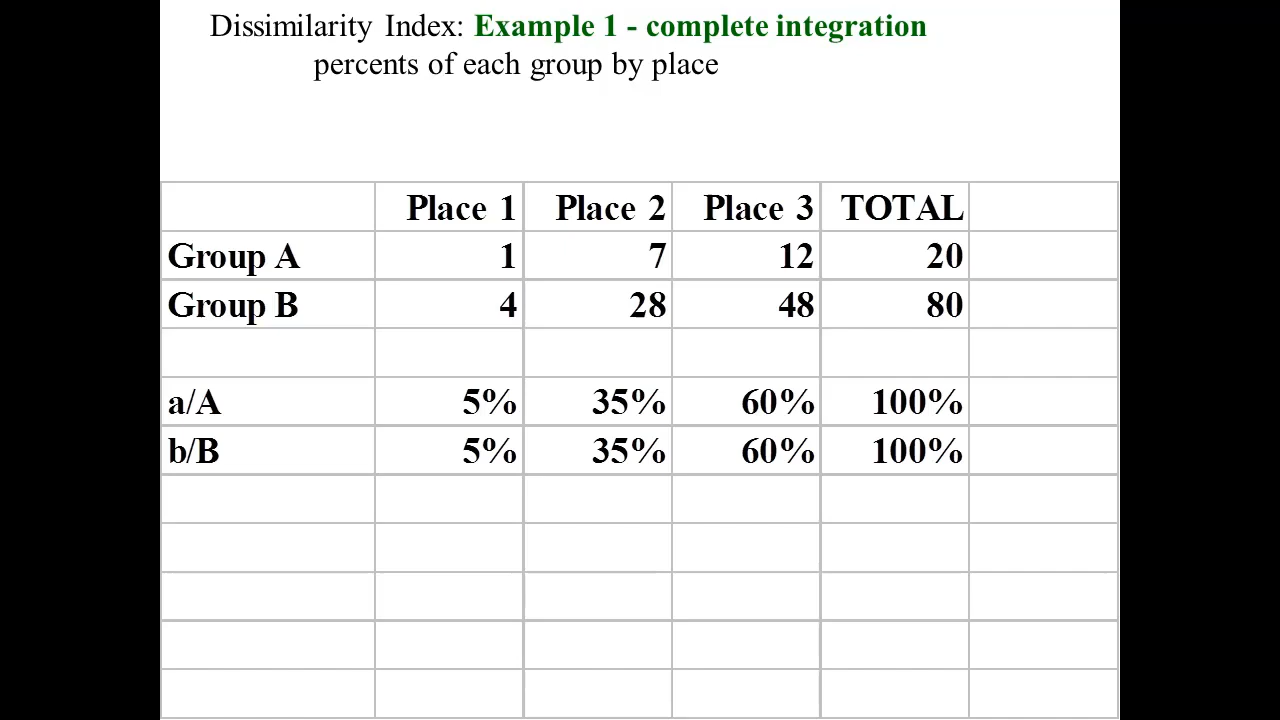 Dissimilarity Index: Example 1 - complete integration
percents of each group by place
Place 1 Place 2 Place 3 TOTAL
Group A 1 7 12 20
Group B 4 28 48 80
a/A 5% 35% 60% 100%
b/B 5% 35% 60% 100%